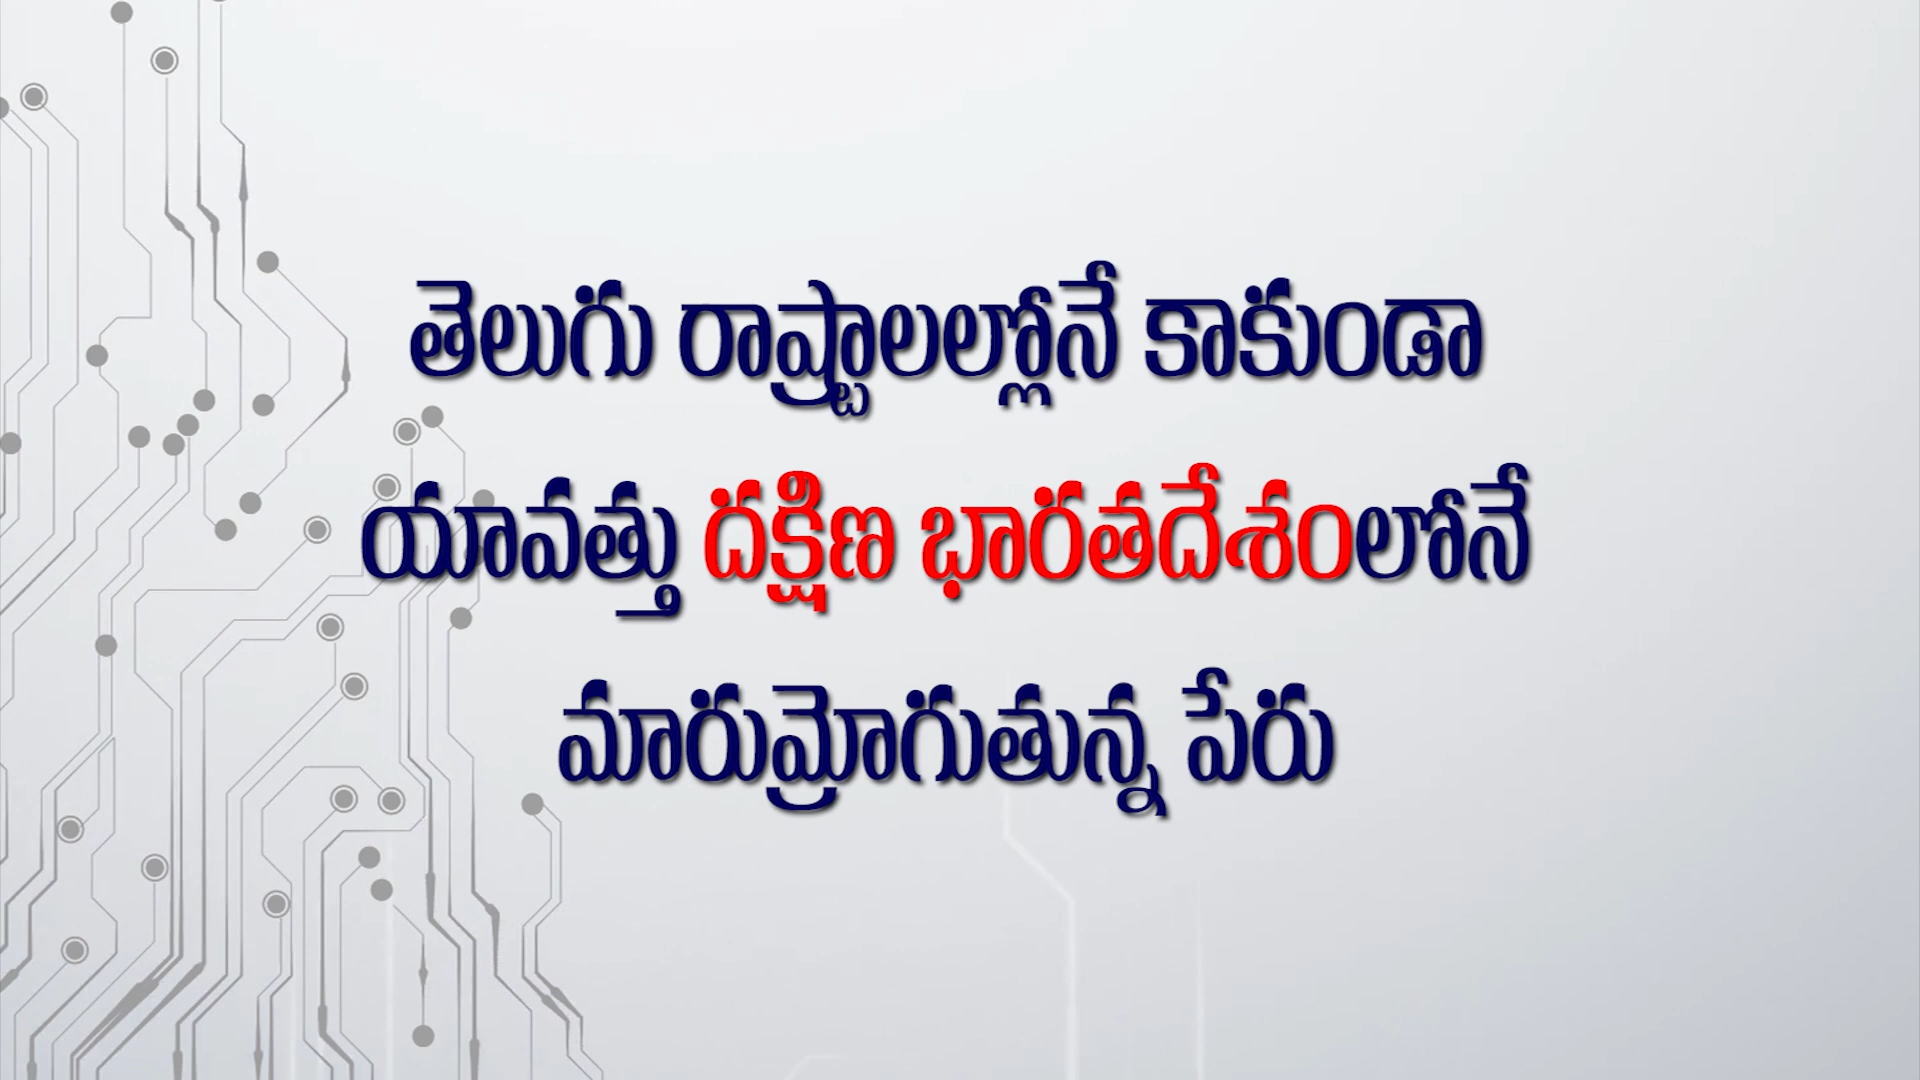 తెలుగు రాష్ట్రాలల్లోనే కాకుండా
యావత్తు దక్షిణ భారతదేశంలోనే
మారుమ్రోగుతున్న పేరు